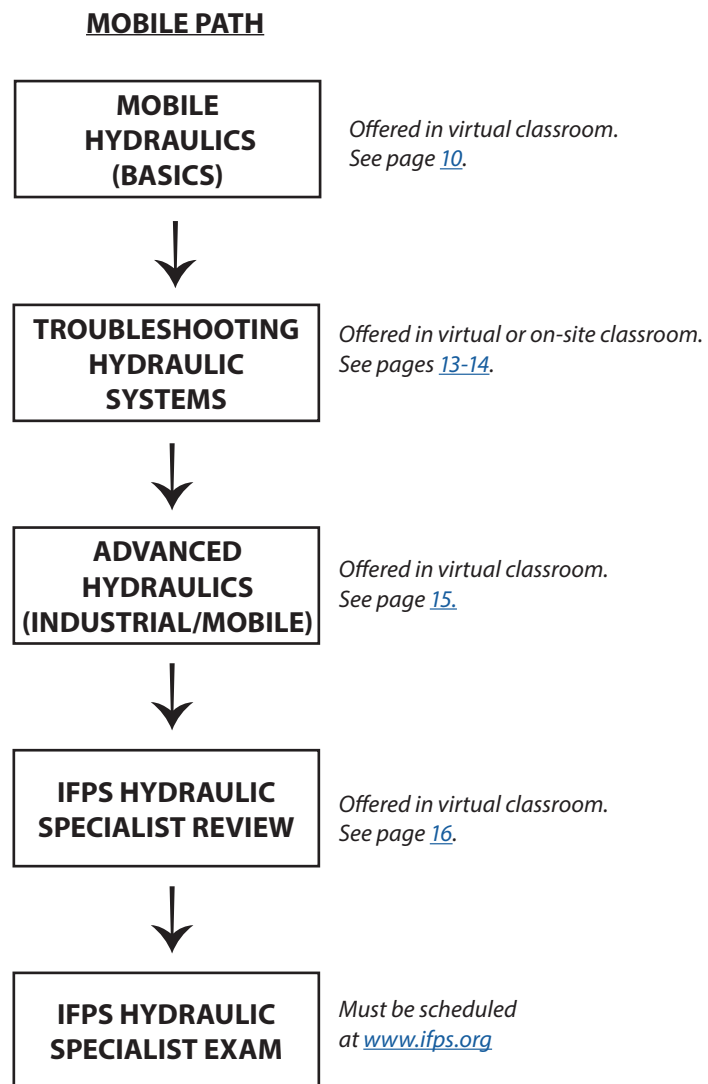 MOBILE PATH
MOBILE
HYDRAULICS
(BASICS)
Offered in virtual classroom.
See page 10.
TROUBLESHOOTING
HYDRAULIC
SYSTEMS
Offered in virtual or on-site classroom.
See pages 13-14.
ADVANCED
HYDRAULICS
(INDUSTRIAL/MOBILE)
Offered in virtual classroom.
See page 15.
IFPS HYDRAULIC
SPECIALIST REVIEW
Offered in virtual classroom.
See page 16.
IFPS HYDRAULIC
SPECIALIST EXAM
Must be scheduled
at www.ifps.org